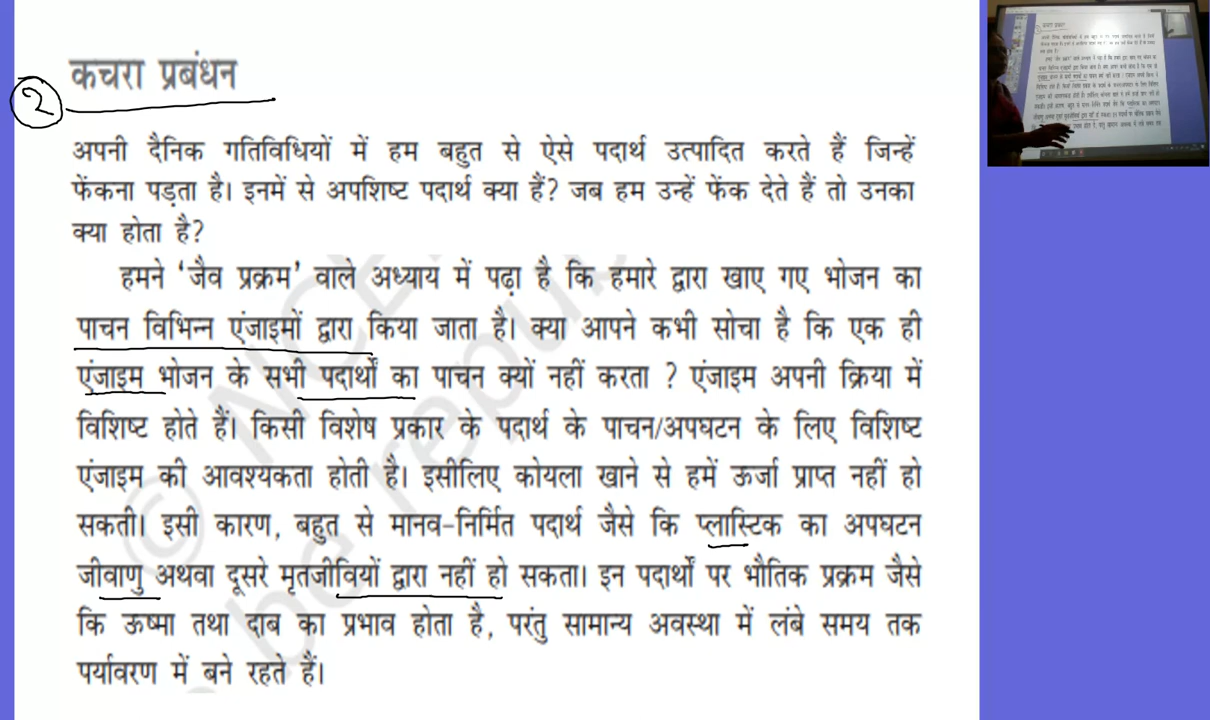 कचरा प्रबंधन
2
अपनी दैनिक गतिविधियों में हम बहुत से ऐसे पदार्थ उत्पादित करते हैं जिन्हें
फेंकना पड़ता है। इनमें से अपशिष्ट पदार्थ क्या हैं? जब हम उन्हें फेंक देते हैं तो उनका
क्या होता है?
हमने ‘जैव प्रक्रम’ वाले अध्याय में पढ़ा है कि हमारे द्वारा खाए गए भोजन का
पाचन विभिन्न एंजाइमों द्वारा किया जाता है। क्या आपने कभी सोचा है कि एक ही
एंजाइम भोजन के सभी पदार्थों का पाचन क्यों नहीं करता ? एंजाइम अपनी क्रिया में
विशिष्ट होते हैं। किसी विशेष प्रकार के पदार्थ के पाचन/अपघटन के लिए विशिष्ट
एंजाइम की आवश्यकता होती है। इसीलिए कोयला खाने से हमें ऊर्जा प्राप्त नहीं हो
सकती। इसी कारण, बहुत से मानव-निर्मित पदार्थ जैसे कि प्लास्टिक का अपघटन
जीवाणु अथवा दूसरे मृतजीवियों द्वारा नहीं हो सकता। इन पदार्थों पर भौतिक प्रक्रम जैसे
कि ऊष्मा तथा दाब का प्रभाव होता है, परंतु सामान्य अवस्था में लंबे समय तक
पर्यावरण में बने रहते हैं।